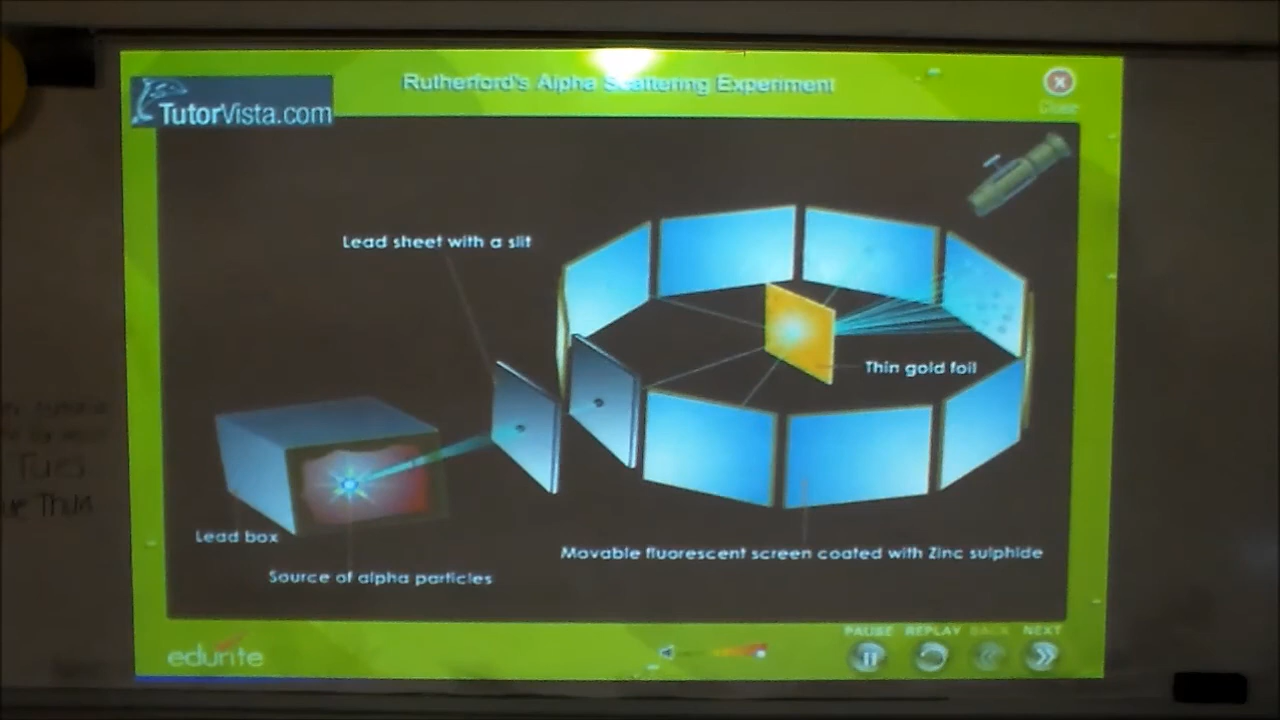 Rutherford's Alpha Scattering Experiment
TutorVista.com
Close
Lead sheet with a slit
Thin gold foil
Lead box
Source of alpha particles
Movable fluorescent screen coated with Zinc sulphide
edurite
PAUSE REPLAY BACK NEXT